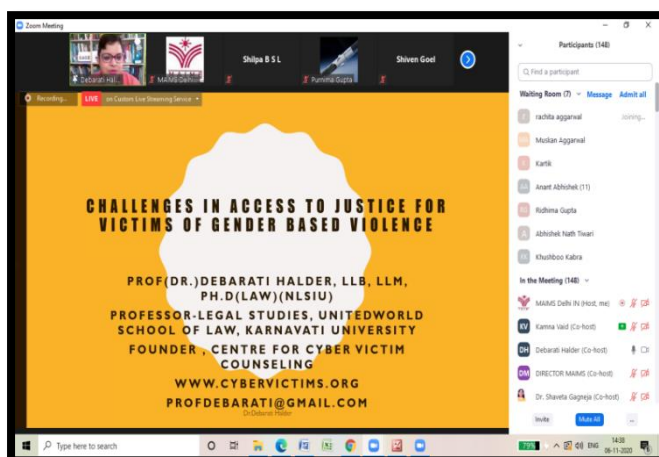 Zoom Meeting
Debarati Hal...
MAIMS Delhi
Shilpa B S L
Purnima Gupta
Shiven Goel
Recording...
LIVE on Custom Live Streaming Service
CHALLENGES IN ACCESS TO JUSTICE FOR
VICTIMS OF GENDER BASED VIOLENCE
PROF(DR.)DEBARATI HALDER, LLB, LLM,
PH.D(LAW)(NLSIU)
PROFESSOR-LEGAL STUDIES, UNITEDWORLD
SCHOOL OF LAW, KARNAVATI UNIVERSITY
FOUNDER , CENTRE FOR CYBER VICTIM
COUNSELING
WWW.CYBERVICTIMS.ORG
PROFDEBARATI@GMAIL.COM
Dr.Debarati Halder
Participants (148)
Find a participant
Waiting Room (7) Message Admit all
rachita aggarwal Joining...
Muskan Aggarwal
Kartik
Anant Abhishek (11)
Ridhima Gupta
Abhishek Nath Tiwari
Khushboo Kabra
In the Meeting (148)
MAIMS Delhi IN (Host, me)
KV Kamna Vaid (Co-host)
DH Debarati Halder (Co-host)
DM DIRECTOR MAIMS (Co-host)
Dr. Shaveta Gagneja (Co-host)
Invite Mute All ...
Type here to search
79% ENG 14:38
06-11-2020